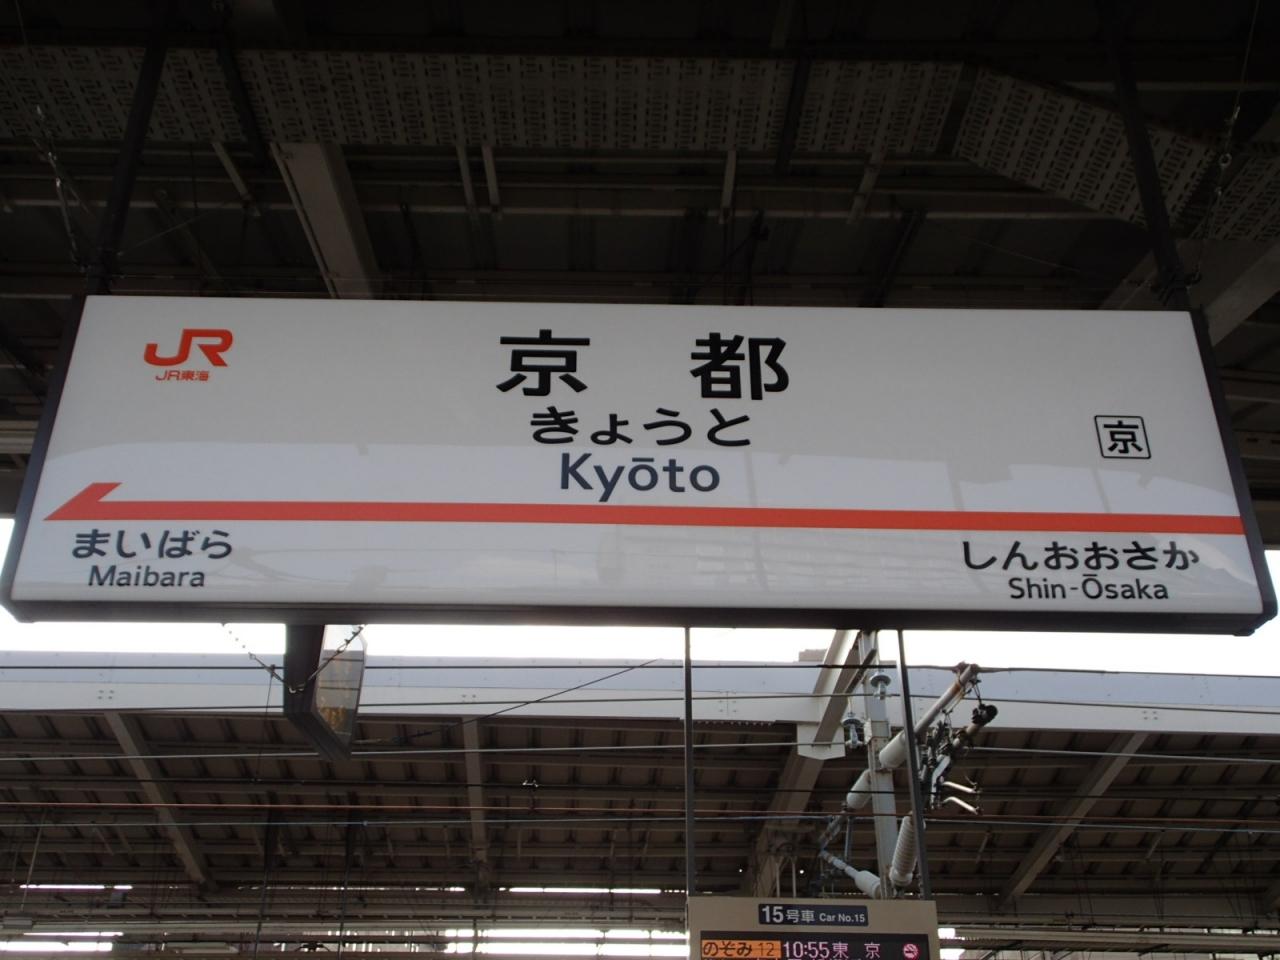 JR
JR東海
京都
きょうと
Kyōto
京
まいばら
Maibara
しんおおさか
Shin-Ōsaka
15号車 Car No.15
のぞみ 12 10:55 東京